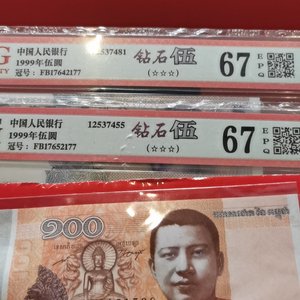 G
NY
中国人民银行 12537481
1999年伍圆
冠号：FB17642177
钻石伍
(☆☆☆)
67 EPQ
中国人民银行 12537455
1999年伍圆
冠号：FB17652177
钻石伍
(☆☆☆)
67 EPQ
១០០